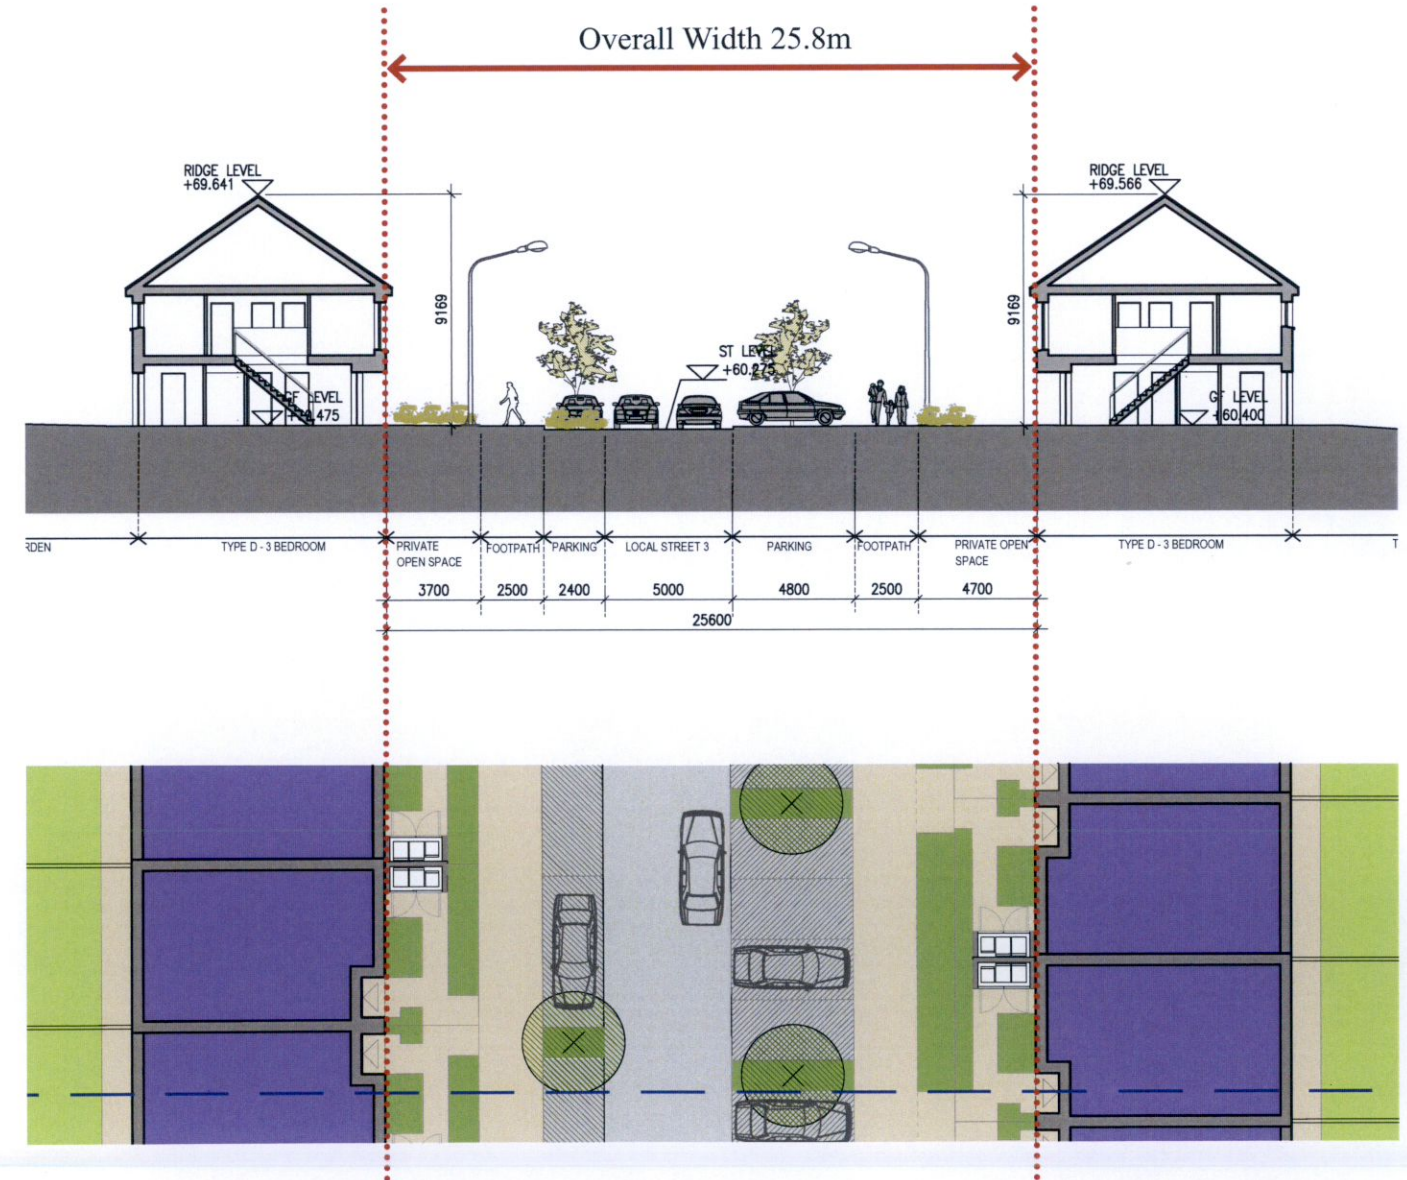 Overall Width 25.8m
RIDGE LEVEL
+69.641
RIDGE LEVEL
+69.566
9169
9169
ST LEVEL
+60.275
GF LEVEL
GF LEVEL
+60.400
TYPE D - 3 BEDROOM
PRIVATE
OPEN SPACE
FOOTPATH
PARKING
LOCAL STREET 3
PARKING
FOOTPATH
PRIVATE OPEN
SPACE
TYPE D - 3 BEDROOM
3700
2500
2400
5000
4800
2500
4700
25600